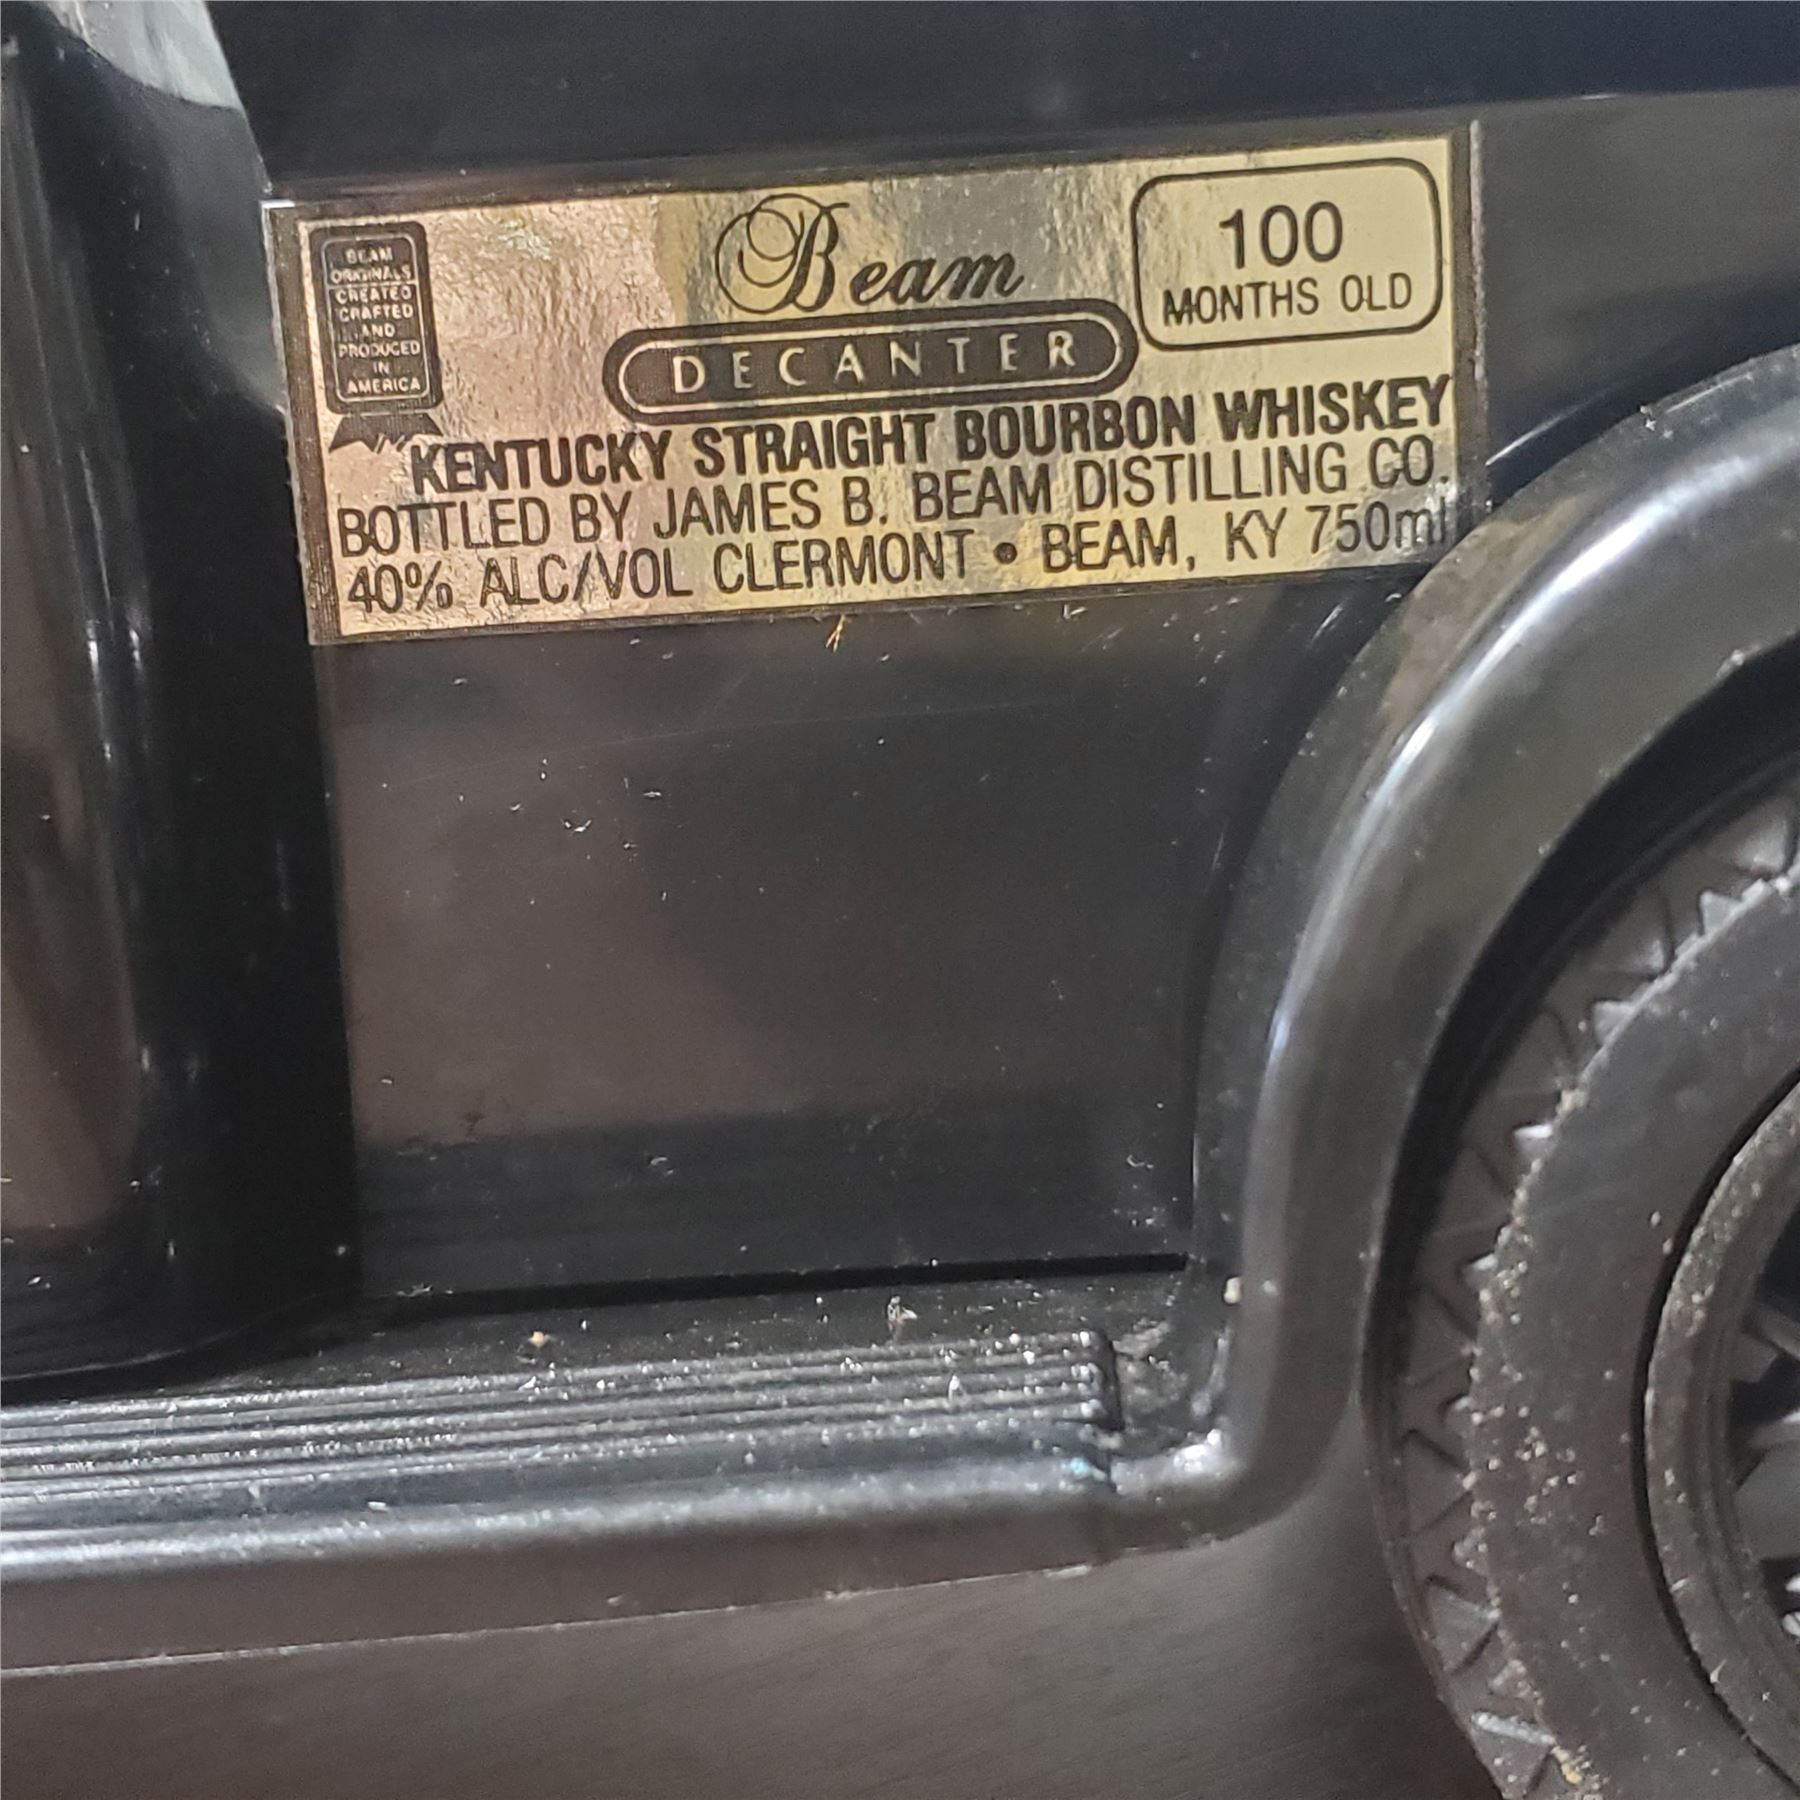 BEAM
ORIGINALS
CREATED
CRAFTED
AND
PRODUCED
IN
AMERICA
Beam
DECANTER
100
MONTHS OLD
KENTUCKY STRAIGHT BOURBON WHISKEY
BOTTLED BY JAMES B. BEAM DISTILLING CO.
40% ALC/VOL CLERMONT • BEAM, KY 750ml